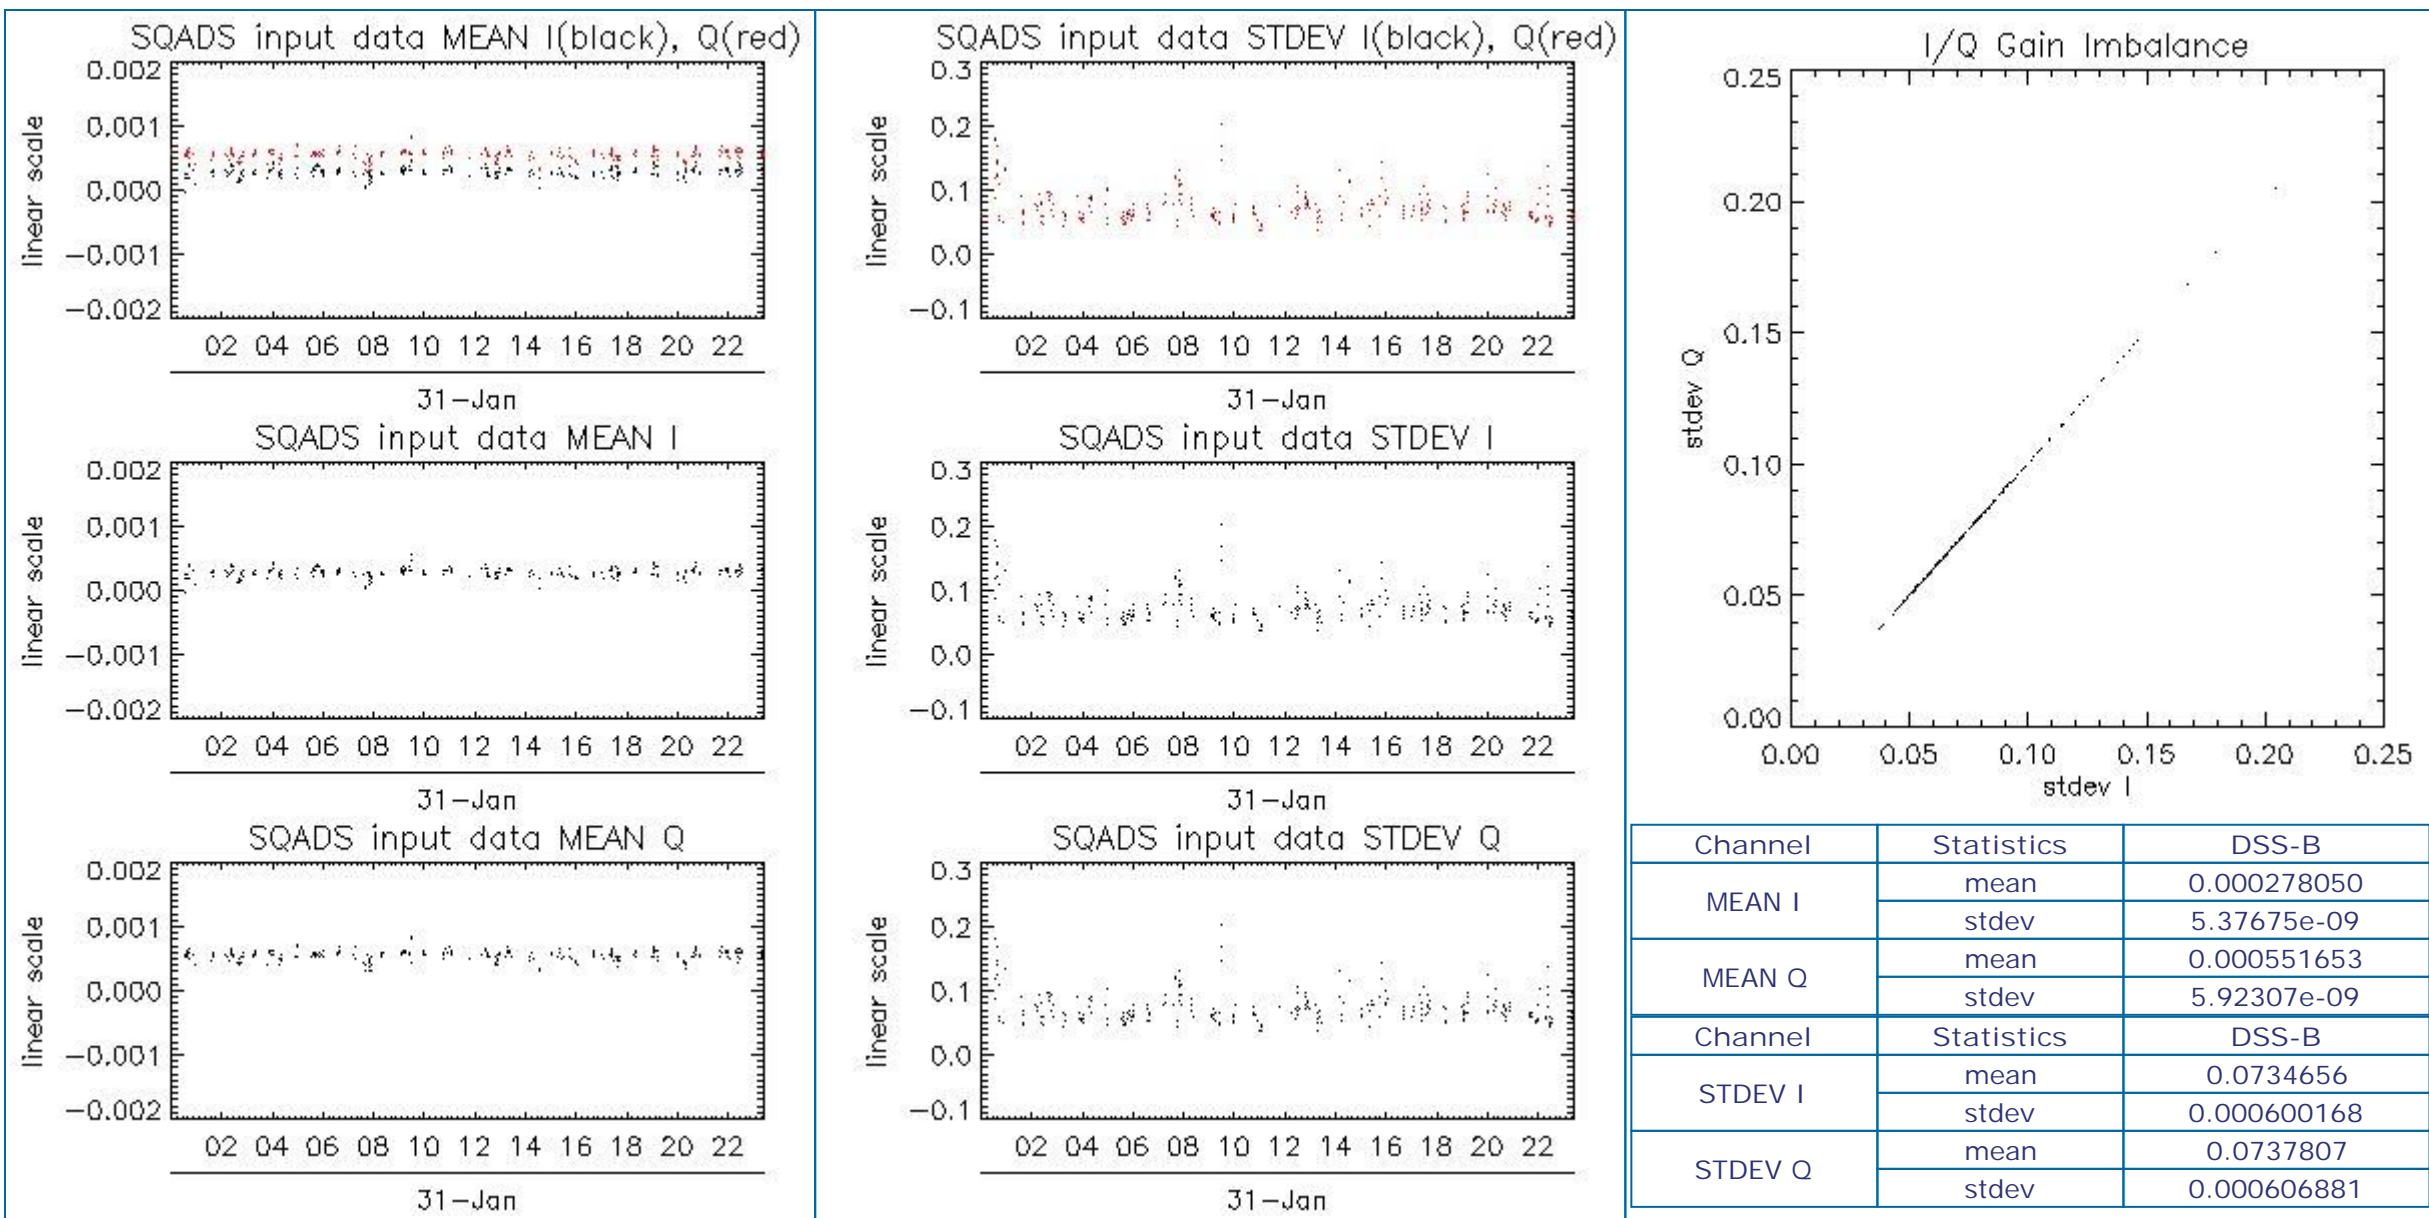 SQADS input data MEAN I(black), Q(red)
0.002
0.001
0.000
−0.001
−0.002
linear scale
02 04 06 08 10 12 14 16 18 20 22
31−Jan
SQADS input data MEAN I
0.002
0.001
0.000
−0.001
−0.002
linear scale
02 04 06 08 10 12 14 16 18 20 22
31−Jan
SQADS input data MEAN Q
0.002
0.001
0.000
−0.001
−0.002
linear scale
02 04 06 08 10 12 14 16 18 20 22
31−Jan
SQADS input data STDEV I(black), Q(red)
0.3
0.2
0.1
0.0
−0.1
linear scale
02 04 06 08 10 12 14 16 18 20 22
31−Jan
SQADS input data STDEV I
0.3
0.2
0.1
0.0
−0.1
linear scale
02 04 06 08 10 12 14 16 18 20 22
31−Jan
SQADS input data STDEV Q
0.3
0.2
0.1
0.0
−0.1
linear scale
02 04 06 08 10 12 14 16 18 20 22
31−Jan
I/Q Gain Imbalance
0.25
0.20
0.15
0.10
0.05
0.00
stdev Q
0.00 0.05 0.10 0.15 0.20 0.25
stdev I
Channel Statistics DSS-B
MEAN I mean 0.000278050
stdev 5.37675e-09
MEAN Q mean 0.000551653
stdev 5.92307e-09
Channel Statistics DSS-B
STDEV I mean 0.0734656
stdev 0.000600168
STDEV Q mean 0.0737807
stdev 0.000606881